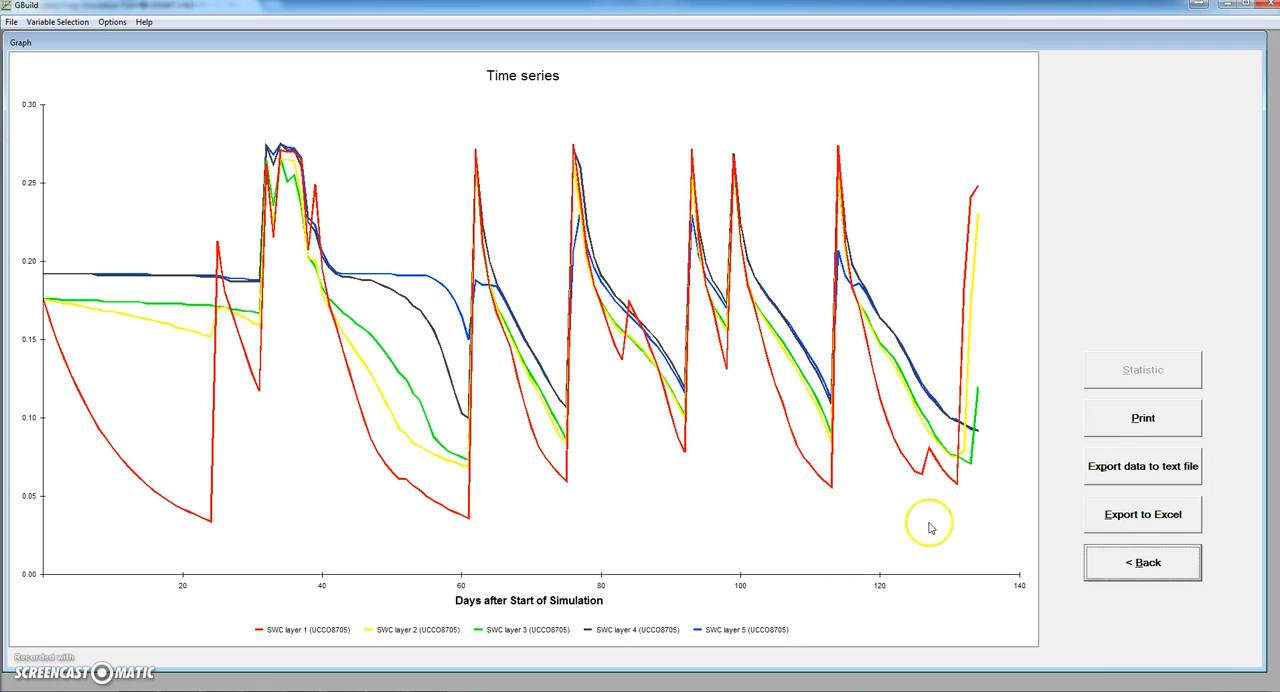 GBuild
File Variable Selection Options Help
Graph
Time series
0.30
0.25
0.20
0.15
0.10
0.05
0.00
20 40 60 80 100 120 140
Days after Start of Simulation
SWC layer 1 (UCCO8705) SWC layer 2 (UCCO8705) SWC layer 3 (UCCO8705) SWC layer 4 (UCCO8705) SWC layer 5 (UCCO8705)
Statistic
Print
Export data to text file
Export to Excel
< Back
Recorded with
SCREENCAST MATIC